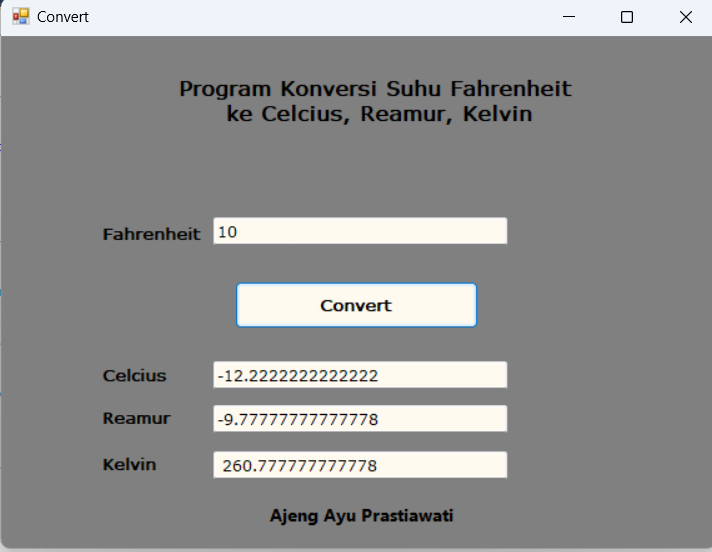 Convert
Program Konversi Suhu Fahrenheit
ke Celcius, Reamur, Kelvin
Fahrenheit 10
Convert
Celcius -12.2222222222222
Reamur -9.77777777777778
Kelvin 260.777777777778
Ajeng Ayu Prastiawati